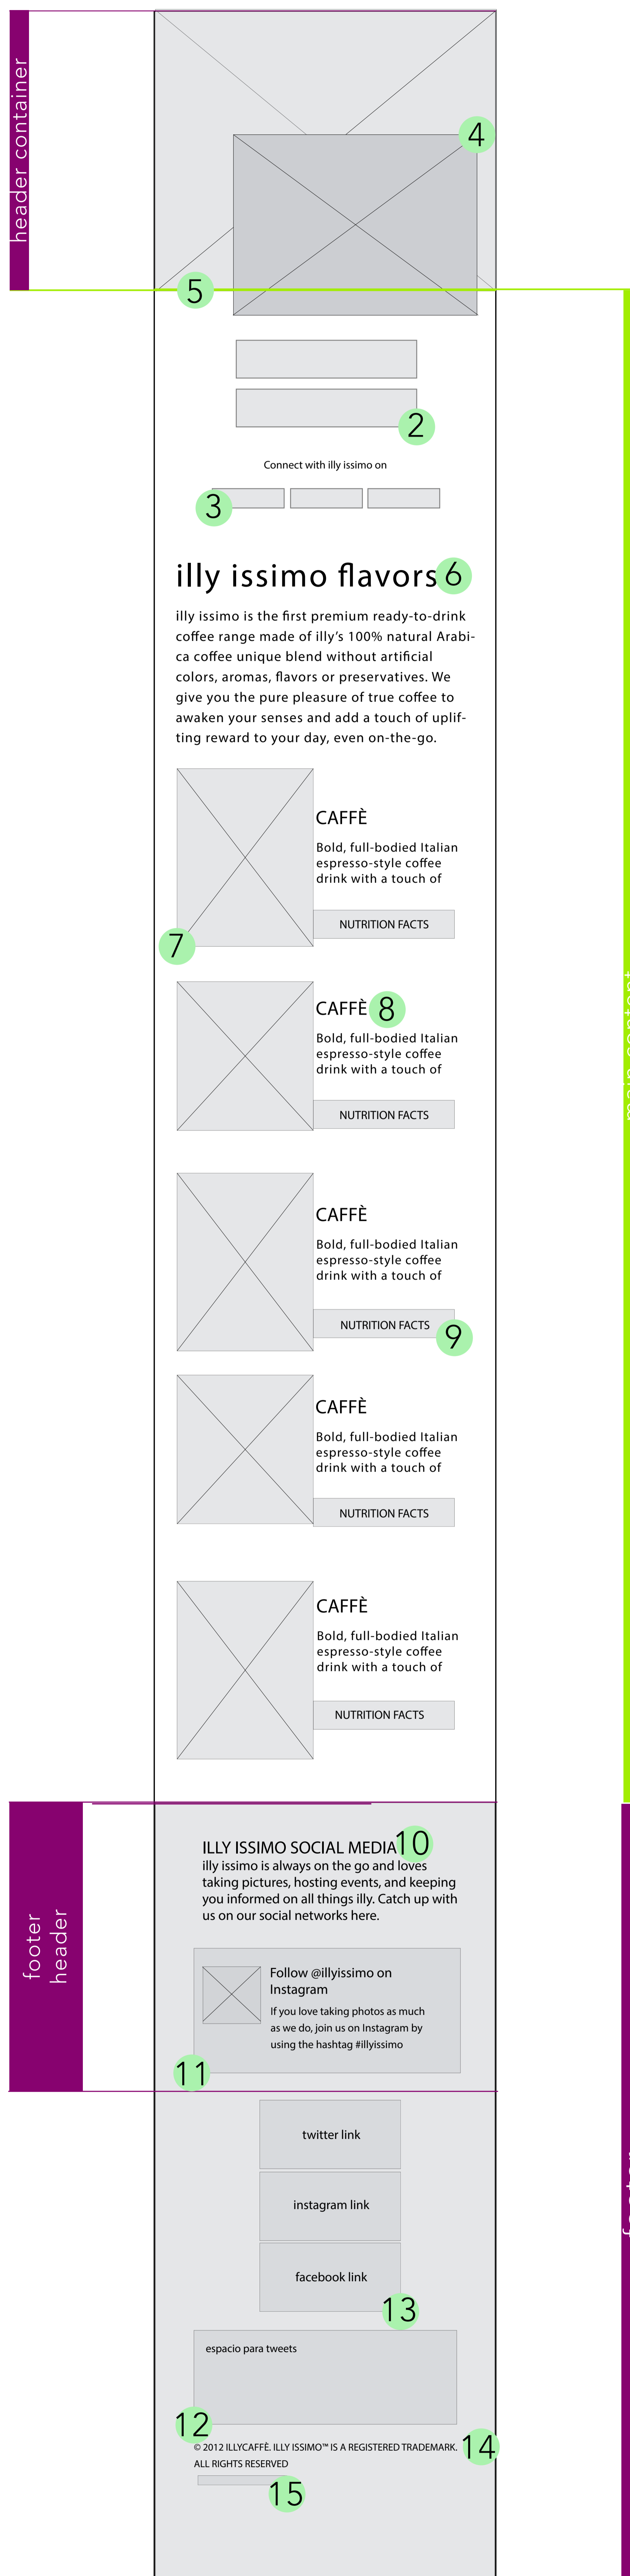 header container
4
5
2
Connect with illy issimo on
3
illy issimo flavors
6
illy issimo is the first premium ready-to-drink
coffee range made of illy's 100% natural Arabi-
ca coffee unique blend without artificial
colors, aromas, flavors or preservatives. We
give you the pure pleasure of true coffee to
awaken your senses and add a touch of uplif-
ting reward to your day, even on-the-go.
CAFFÈ
Bold, full-bodied Italian
espresso-style coffee
drink with a touch of
NUTRITION FACTS
7
CAFFÈ
8
Bold, full-bodied Italian
espresso-style coffee
drink with a touch of
NUTRITION FACTS
main content
CAFFÈ
Bold, full-bodied Italian
espresso-style coffee
drink with a touch of
NUTRITION FACTS
9
CAFFÈ
Bold, full-bodied Italian
espresso-style coffee
drink with a touch of
NUTRITION FACTS
CAFFÈ
Bold, full-bodied Italian
espresso-style coffee
drink with a touch of
NUTRITION FACTS
footer
header
ILLY ISSIMO SOCIAL MEDIA
10
illy issimo is always on the go and loves
taking pictures, hosting events, and keeping
you informed on all things illy. Catch up with
us on our social networks here.
Follow @illyissimo on
Instagram
If you love taking photos as much
as we do, join us on Instagram by
using the hashtag #illyissimo
11
twitter link
instagram link
facebook link
13
footer
espacio para tweets
12
© 2012 ILLYCAFFÈ. ILLY ISSIMO™ IS A REGISTERED TRADEMARK.
14
ALL RIGHTS RESERVED
15